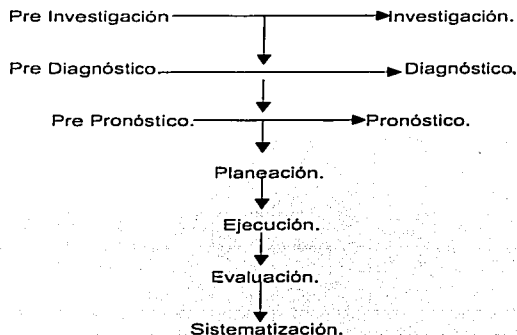 Pre Investigación Investigación.
Pre Diagnóstico. Diagnóstico.
Pre Pronóstico. Pronóstico.
Planeación.
Ejecución.
Evaluación.
Sistematización.